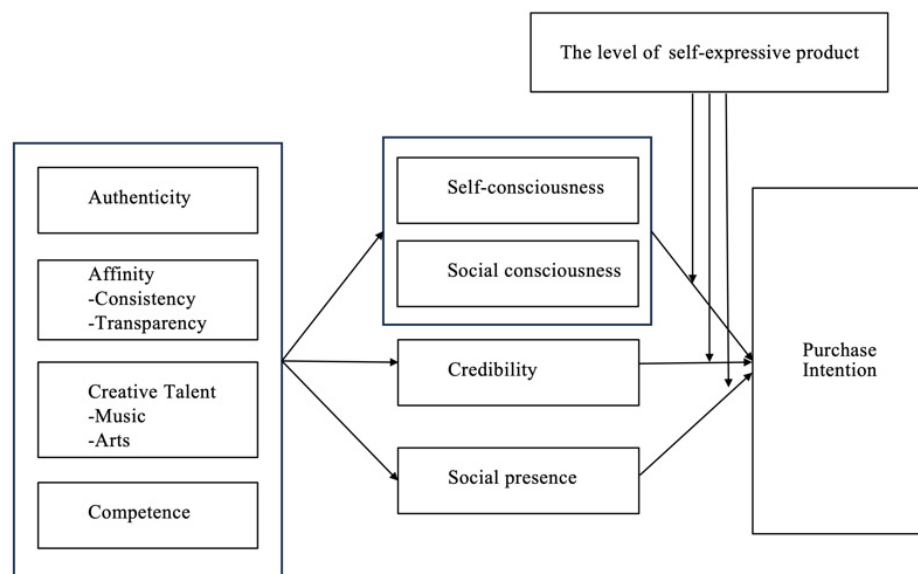 The level of self-expressive product
Authenticity
Affinity
-Consistency
-Transparency
Creative Talent
-Music
-Arts
Competence
Self-consciousness
Social consciousness
Credibility
Social presence
Purchase
Intention